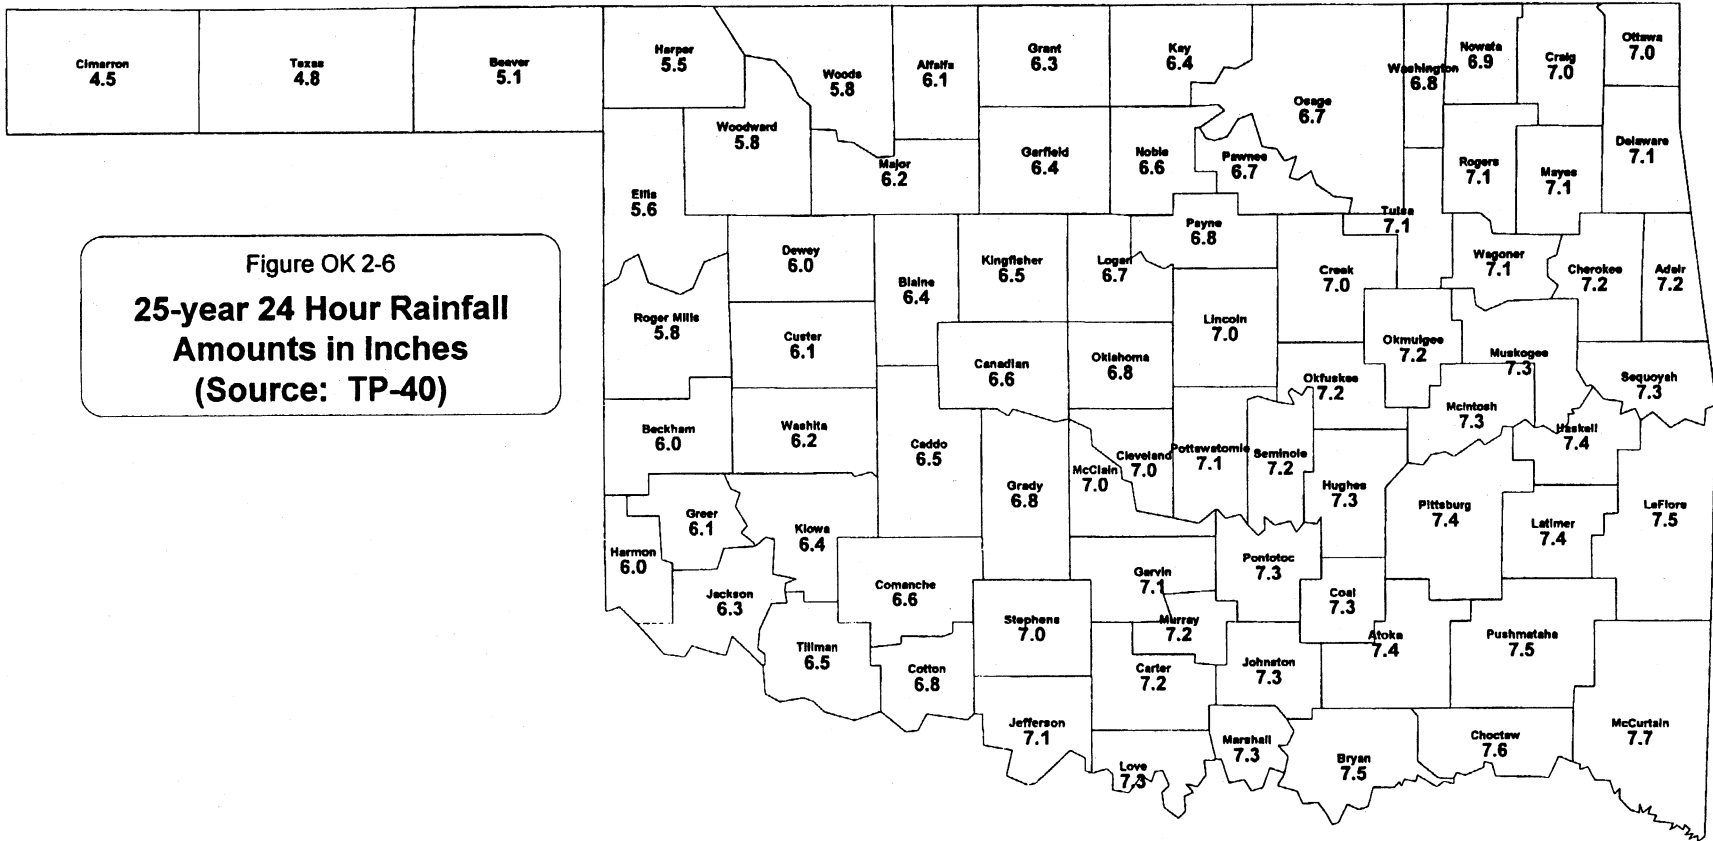 Cimarron
4.5
Texas
4.8
Beaver
5.1
Harper
5.5
Woods
5.8
Alfalfa
6.1
Grant
6.3
Kay
6.4
Osage
6.7
Washington
6.8
Nowata
6.9
Craig
7.0
Ottawa
7.0
Woodward
5.8
Major
6.2
Garfield
6.4
Noble
6.6
Pawnee
6.7
Rogers
7.1
Mayes
7.1
Delaware
7.1
Ellis
5.6
Tulsa
7.1
Payne
6.8
Figure OK 2-6
25-year 24 Hour Rainfall
Amounts in Inches
(Source: TP-40)
Dewey
6.0
Blaine
6.4
Kingfisher
6.5
Logan
6.7
Creek
7.0
Wagoner
7.1
Cherokee
7.2
Adair
7.2
Roger Mills
5.8
Custer
6.1
Lincoln
7.0
Canadian
6.6
Oklahoma
6.8
Okmulgee
7.2
Muskogee
7.3
Okfuskee
7.2
Sequoyah
7.3
McIntosh
7.3
Haskell
7.4
Beckham
6.0
Washita
6.2
Caddo
6.5
McClain
7.0
Cleveland
7.0
Pottawatomie
7.1
Seminole
7.2
Grady
6.8
Hughes
7.3
Pittsburg
7.4
Latimer
7.4
LeFlore
7.5
Greer
6.1
Kiowa
6.4
Harmon
6.0
Jackson
6.3
Comanche
6.6
Garvin
7.1
Pontotoc
7.3
Coal
7.3
Stephens
7.0
Murray
7.2
Atoka
7.4
Pushmataha
7.5
Tillman
6.5
Cotton
6.8
Carter
7.2
Johnston
7.3
Jefferson
7.1
Love
7.3
Marshall
7.3
Bryan
7.5
Choctaw
7.6
McCurtain
7.7